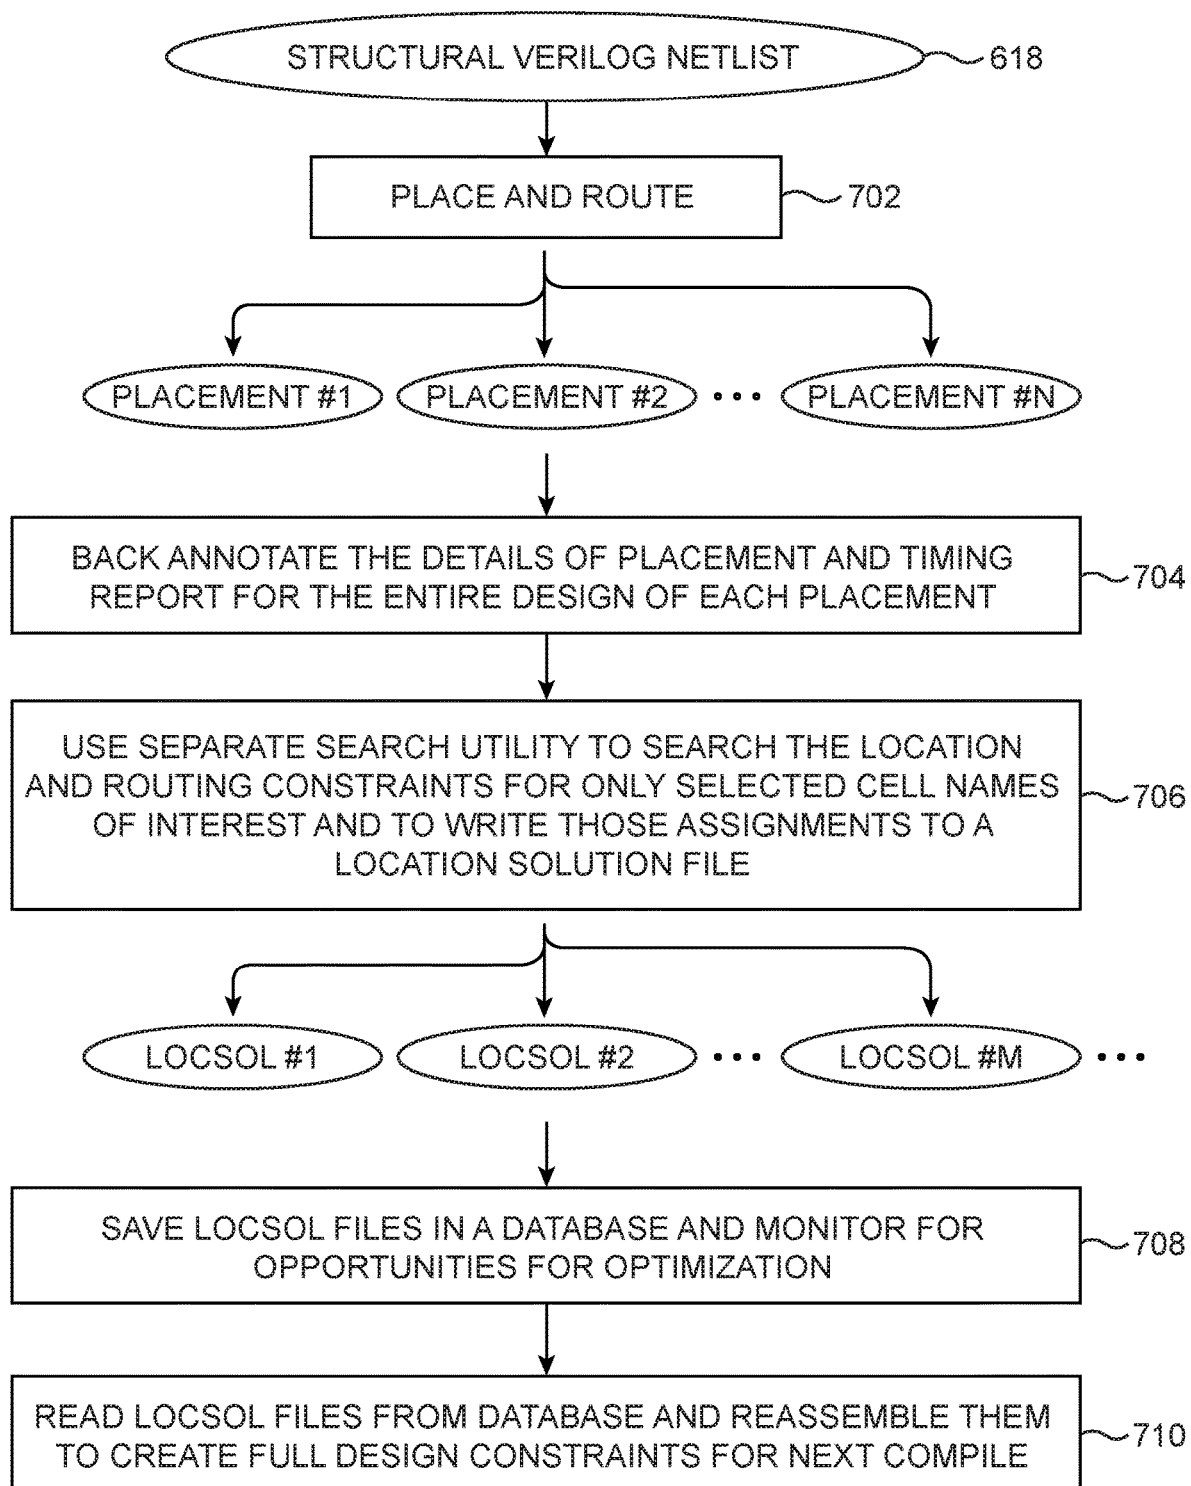 STRUCTURAL VERILOG NETLIST
618
PLACE AND ROUTE
702
PLACEMENT #1
PLACEMENT #2
• • •
PLACEMENT #N
BACK ANNOTATE THE DETAILS OF PLACEMENT AND TIMING
REPORT FOR THE ENTIRE DESIGN OF EACH PLACEMENT
704
USE SEPARATE SEARCH UTILITY TO SEARCH THE LOCATION
AND ROUTING CONSTRAINTS FOR ONLY SELECTED CELL NAMES
OF INTEREST AND TO WRITE THOSE ASSIGNMENTS TO A
LOCATION SOLUTION FILE
706
LOCSOL #1
LOCSOL #2
• • •
LOCSOL #M
• • •
SAVE LOCSOL FILES IN A DATABASE AND MONITOR FOR
OPPORTUNITIES FOR OPTIMIZATION
708
READ LOCSOL FILES FROM DATABASE AND REASSEMBLE THEM
TO CREATE FULL DESIGN CONSTRAINTS FOR NEXT COMPILE
710